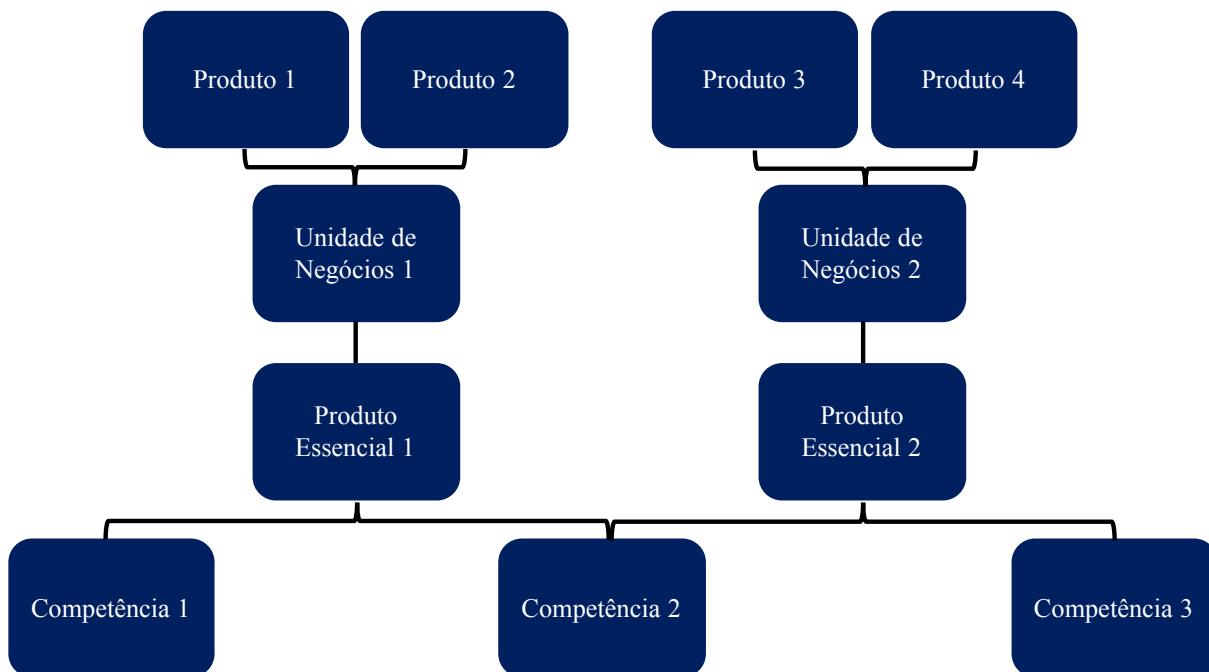 Produto 1
Produto 2
Produto 3
Produto 4
Unidade de
Negócios 1
Unidade de
Negócios 2
Produto
Essencial 1
Produto
Essencial 2
Competência 1
Competência 2
Competência 3